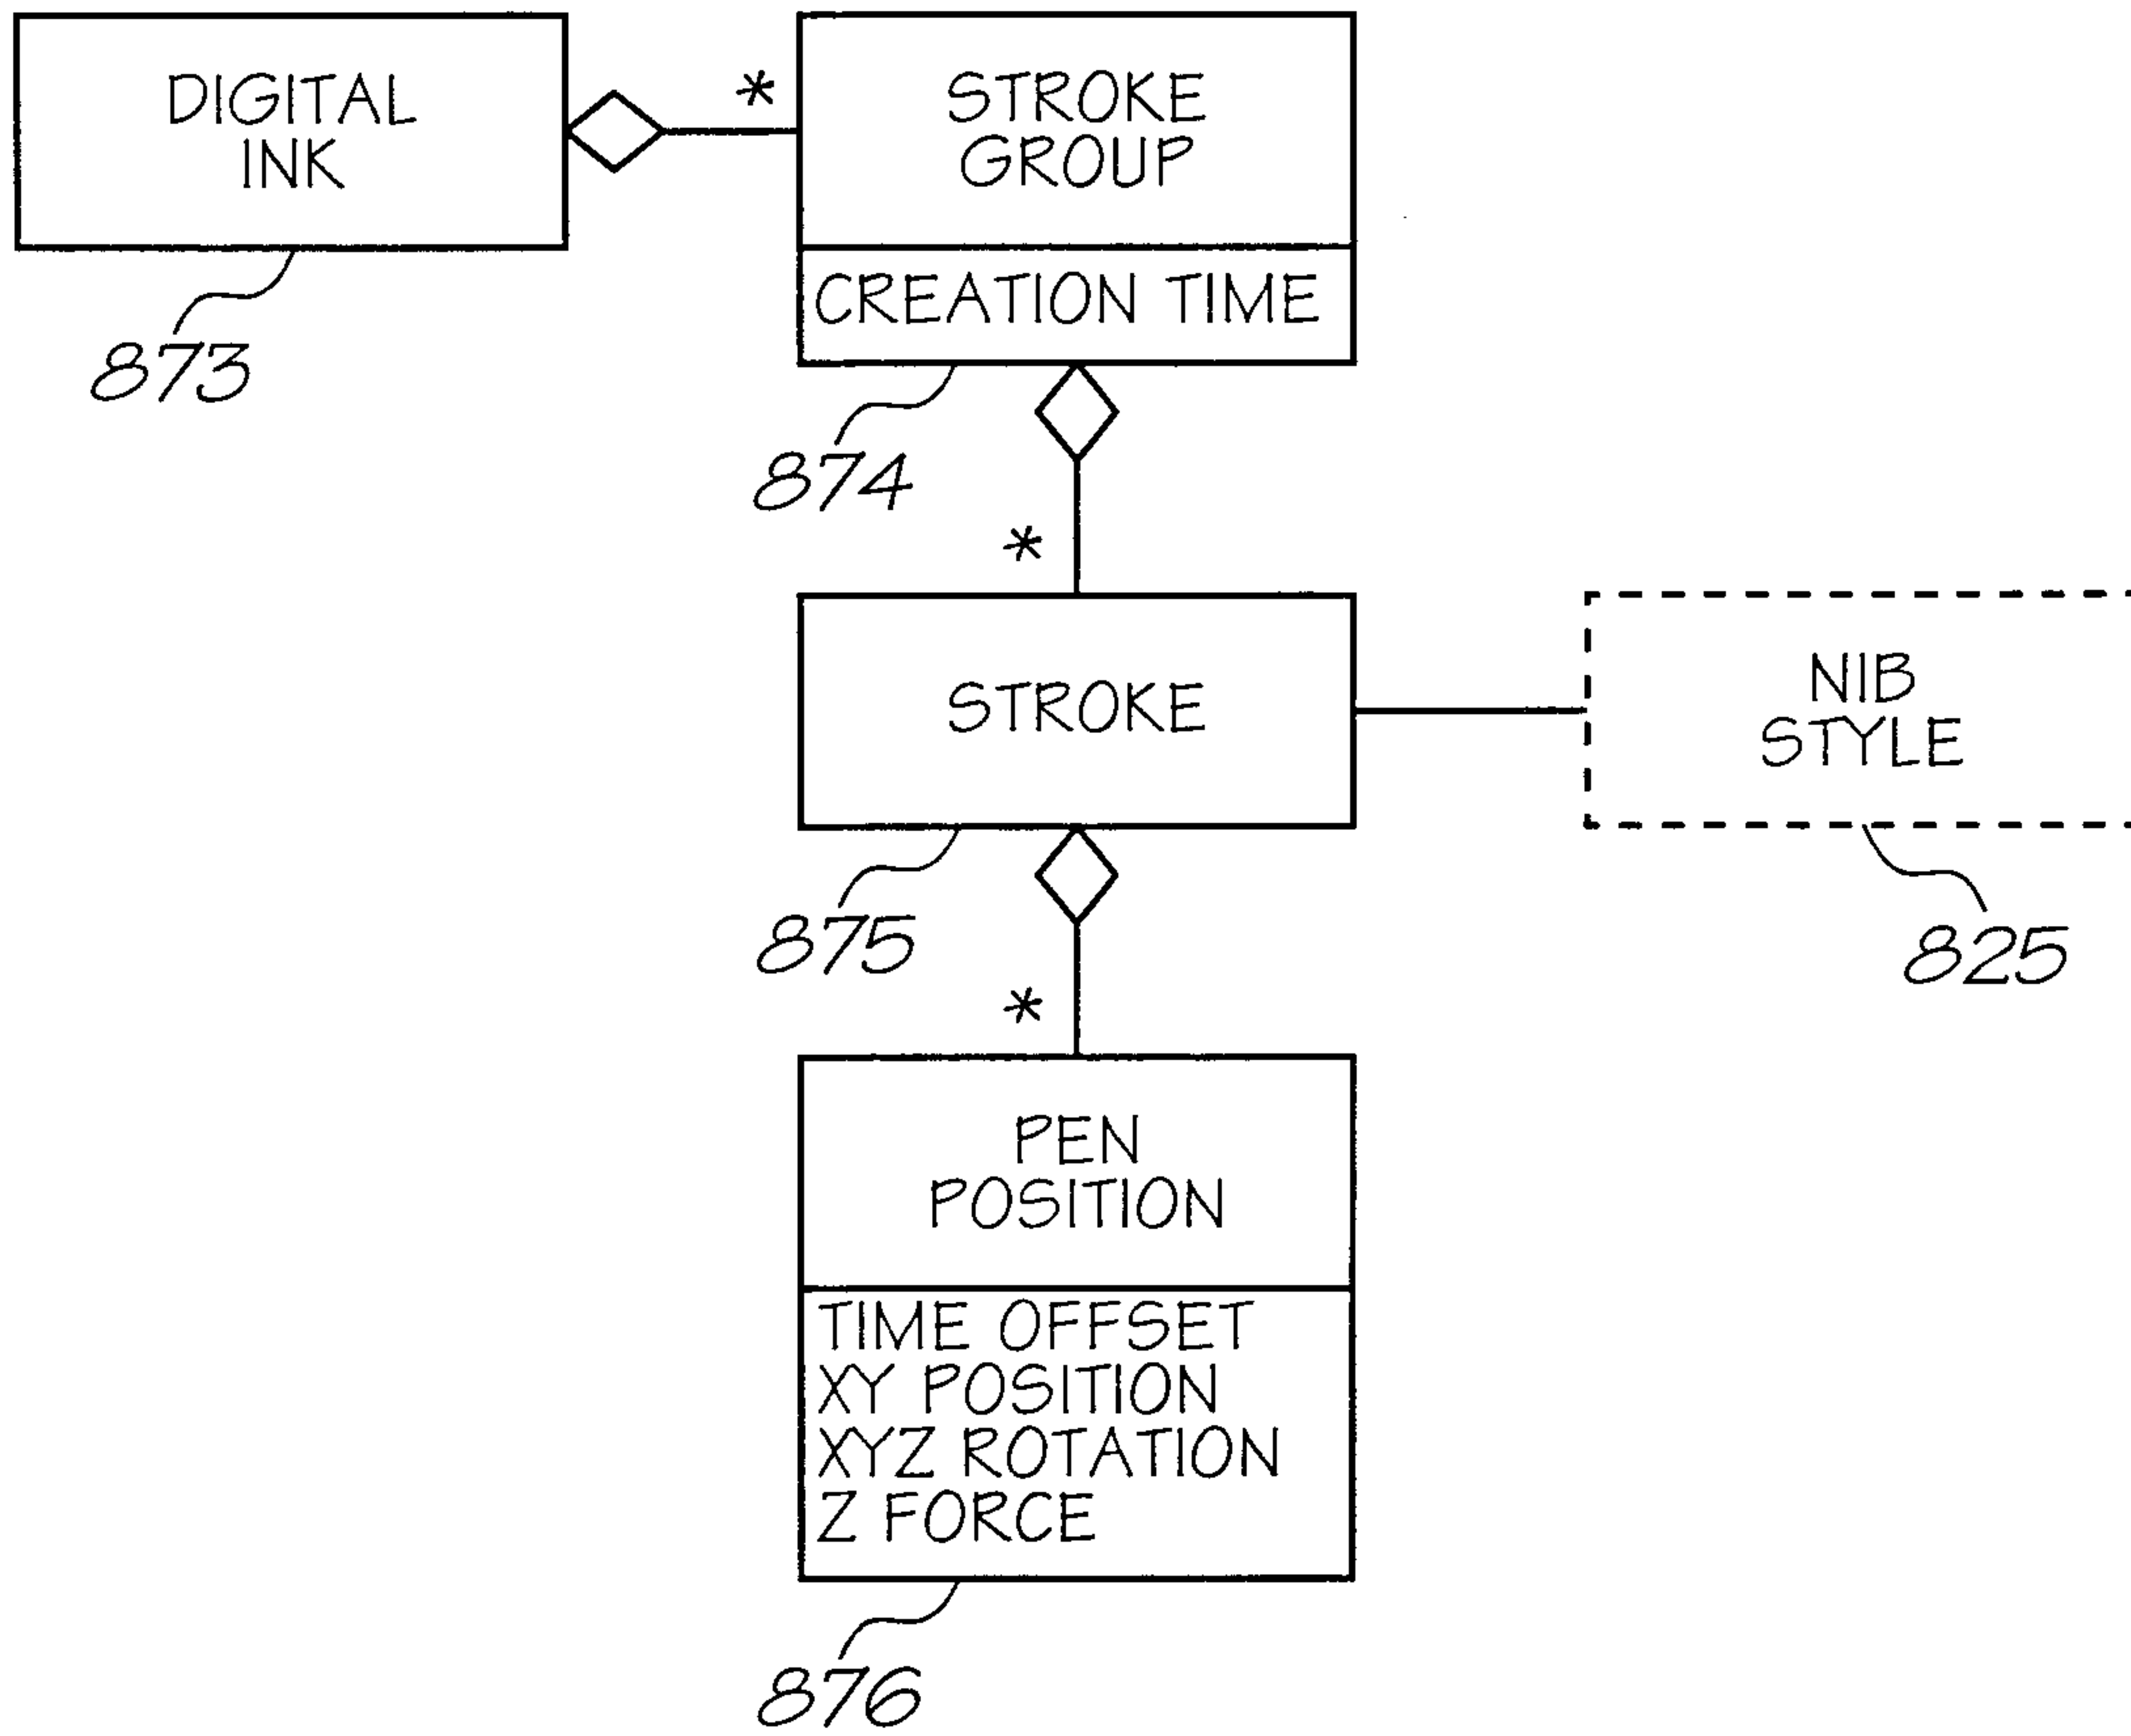 DIGITAL
INK
*
STROKE
GROUP
CREATION TIME
873
874
*
STROKE
NIB
STYLE
875
825
*
PEN
POSITION
TIME OFFSET
XY POSITION
XYZ ROTATION
Z FORCE
876